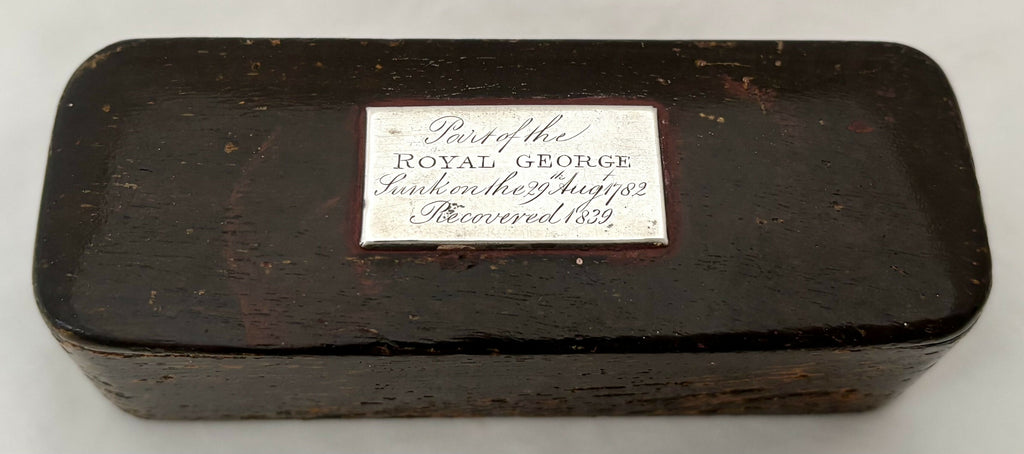 Part of the
ROYAL GEORGE
Sunk on the 29th Augt 1782
Recovered 1839